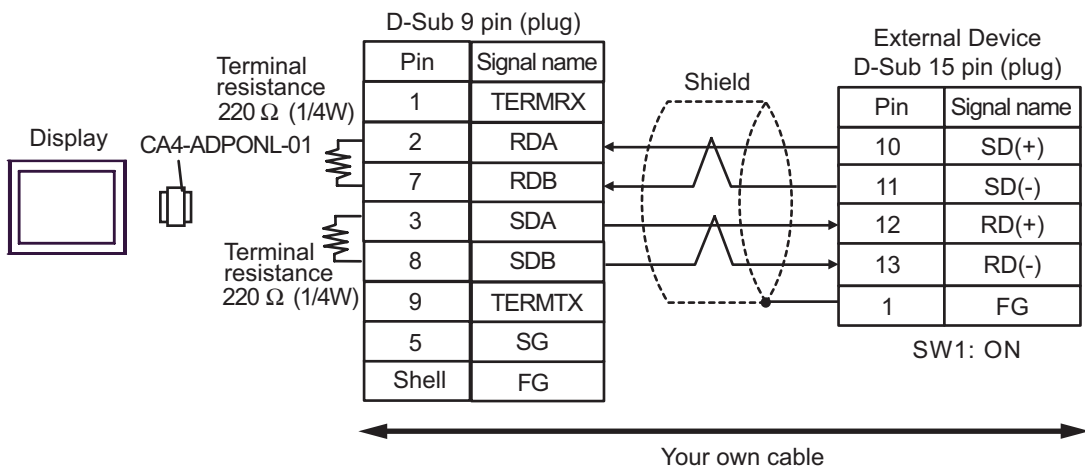 D-Sub 9 pin (plug)
External Device
D-Sub 15 pin (plug)
Display
CA4-ADPONL-01
Terminal
resistance
220 Ω (1/4W)
Terminal
resistance
220 Ω (1/4W)
Pin Signal name
1 TERMRX
2 RDA
7 RDB
3 SDA
8 SDB
9 TERMTX
5 SG
Shell FG
Shield
Pin Signal name
10 SD(+)
11 SD(-)
12 RD(+)
13 RD(-)
1 FG
SW1: ON
Your own cable